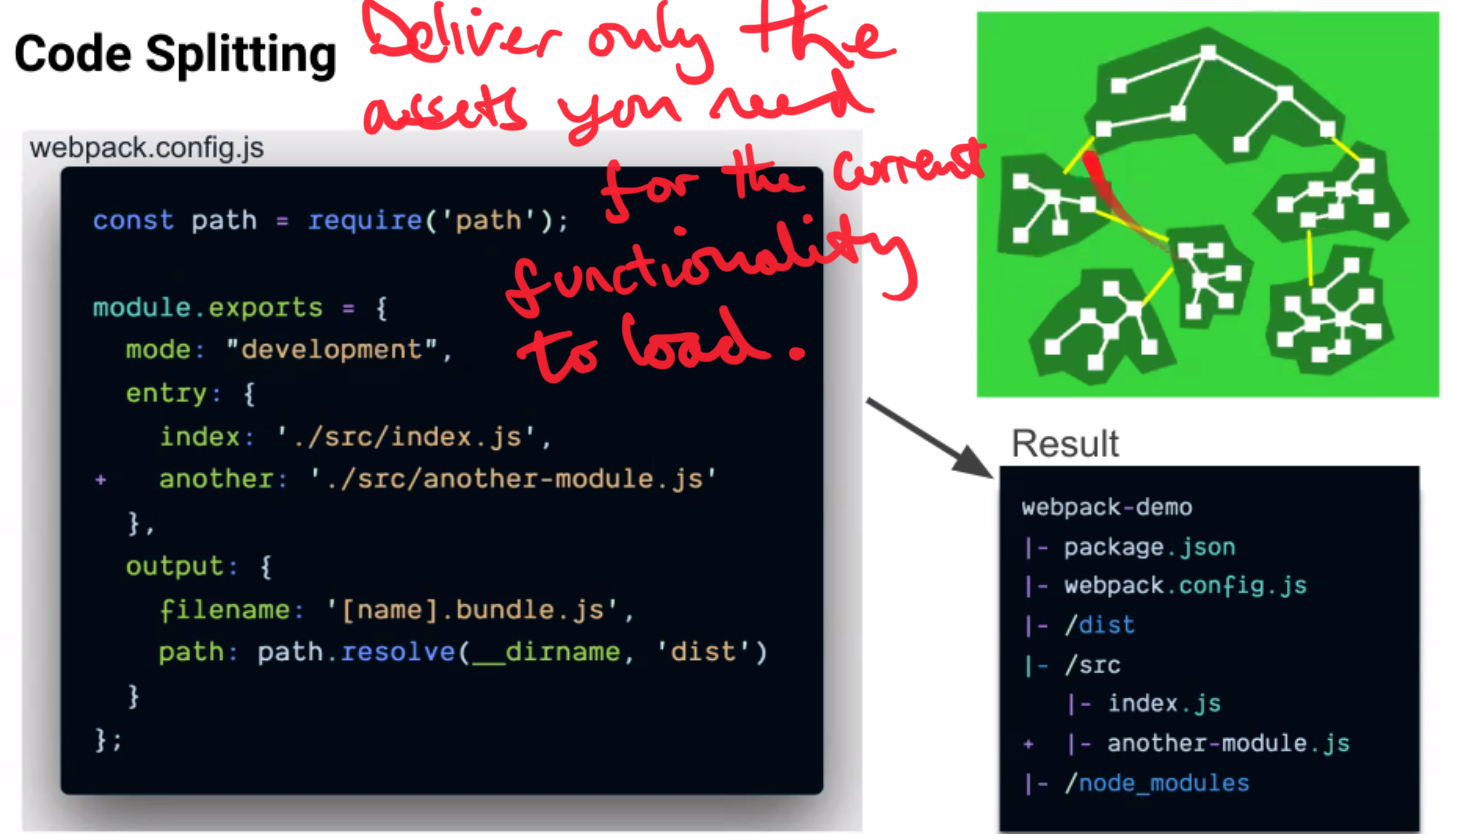 Code Splitting
Deliver only the
assets you need
for the current
functionality
to load.
webpack.config.js
const path = require('path');
module.exports = {
mode: "development",
entry: {
index: './src/index.js',
+ another: './src/another-module.js'
},
output: {
filename: '[name].bundle.js',
path: path.resolve(__dirname, 'dist')
}
};
Result
webpack-demo
|- package.json
|- webpack.config.js
|- /dist
|- /src
|- index.js
+ |- another-module.js
|- /node_modules